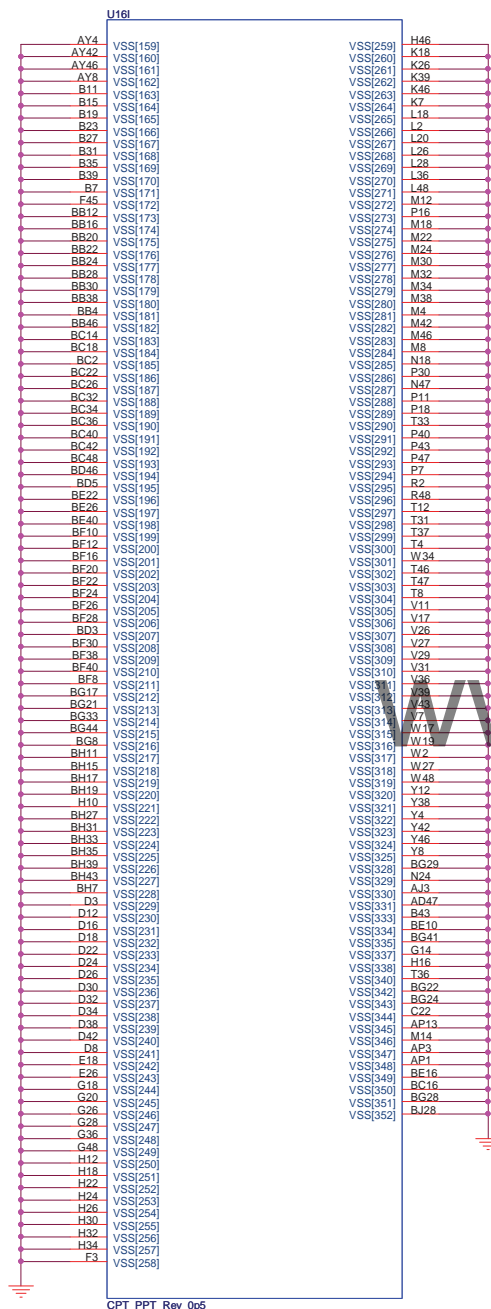 U16I
AY4 VSS[159] VSS[259] H46
AY42 VSS[160] VSS[260] K18
AY46 VSS[161] VSS[261] K26
AY8 VSS[162] VSS[262] K39
B11 VSS[163] VSS[263] K46
B15 VSS[164] VSS[264] K7
B19 VSS[165] VSS[265] L18
B23 VSS[166] VSS[266] L2
B27 VSS[167] VSS[267] L20
B31 VSS[168] VSS[268] L26
B35 VSS[169] VSS[269] L28
B39 VSS[170] VSS[270] L36
B7 VSS[171] VSS[271] L48
F45 VSS[172] VSS[272] M12
BB12 VSS[173] VSS[273] P16
BB16 VSS[174] VSS[274] M18
BB20 VSS[175] VSS[275] M22
BB22 VSS[176] VSS[276] M24
BB24 VSS[177] VSS[277] M30
BB28 VSS[178] VSS[278] M32
BB30 VSS[179] VSS[279] M34
BB38 VSS[180] VSS[280] M38
BB4 VSS[181] VSS[281] M4
BB46 VSS[182] VSS[282] M42
BC14 VSS[183] VSS[283] M46
BC18 VSS[184] VSS[284] M8
BC2 VSS[185] VSS[285] N18
BC22 VSS[186] VSS[286] P30
BC26 VSS[187] VSS[287] N47
BC32 VSS[188] VSS[288] P11
BC34 VSS[189] VSS[289] P18
BC36 VSS[190] VSS[290] T33
BC40 VSS[191] VSS[291] P40
BC42 VSS[192] VSS[292] P43
BC48 VSS[193] VSS[293] P47
BD46 VSS[194] VSS[294] P7
BD5 VSS[195] VSS[295] R2
BE22 VSS[196] VSS[296] R48
BE26 VSS[197] VSS[297] T12
BE40 VSS[198] VSS[298] T31
BF10 VSS[199] VSS[299] T37
BF12 VSS[200] VSS[300] T4
BF16 VSS[201] VSS[301] W34
BF20 VSS[202] VSS[302] T46
BF22 VSS[203] VSS[303] T47
BF24 VSS[204] VSS[304] T8
BF26 VSS[205] VSS[305] V11
BF28 VSS[206] VSS[306] V17
BD3 VSS[207] VSS[307] V26
BF30 VSS[208] VSS[308] V27
BF38 VSS[209] VSS[309] V29
BF40 VSS[210] VSS[310] V31
BF8 VSS[211] VSS[311] V36
BG17 VSS[212] VSS[312] V39
BG21 VSS[213] VSS[313] V43
BG33 VSS[214] VSS[314] V7
BG44 VSS[215] VSS[315] W17
BG8 VSS[216] VSS[316] W19
BH11 VSS[217] VSS[317] W2
BH15 VSS[218] VSS[318] W27
BH17 VSS[219] VSS[319] W48
BH19 VSS[220] VSS[320] Y12
H10 VSS[221] VSS[321] Y38
BH27 VSS[222] VSS[322] Y4
BH31 VSS[223] VSS[323] Y42
BH33 VSS[224] VSS[324] Y46
BH35 VSS[225] VSS[325] Y8
BH39 VSS[226] VSS[328] BG29
BH43 VSS[227] VSS[329] N24
BH7 VSS[228] VSS[330] AJ3
D3 VSS[229] VSS[331] AD47
D12 VSS[230] VSS[333] B43
D16 VSS[231] VSS[334] BE10
D18 VSS[232] VSS[335] BG41
D22 VSS[233] VSS[337] G14
D24 VSS[234] VSS[338] H16
D26 VSS[235] VSS[340] T36
D30 VSS[236] VSS[342] BG22
D32 VSS[237] VSS[343] BG24
D34 VSS[238] VSS[344] C22
D38 VSS[239] VSS[345] AP13
D42 VSS[240] VSS[346] M14
D8 VSS[241] VSS[347] AP3
E18 VSS[242] VSS[348] AP1
E26 VSS[243] VSS[349] BE16
G18 VSS[244] VSS[350] BC16
G20 VSS[245] VSS[351] BG28
G26 VSS[246] VSS[352] BJ28
G28 VSS[247]
G36 VSS[248]
G48 VSS[249]
H12 VSS[250]
H18 VSS[251]
H22 VSS[252]
H24 VSS[253]
H26 VSS[254]
H30 VSS[255]
H32 VSS[256]
H34 VSS[257]
F3 VSS[258]
CPT_PPT_Rev_0p5